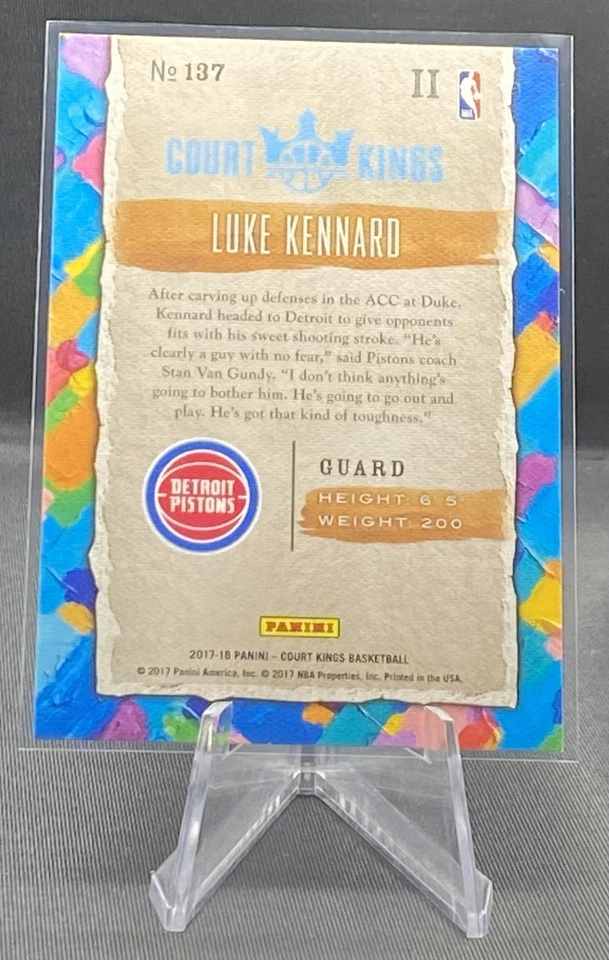 No 137
II
COURT KINGS
LUKE KENNARD
After carving up defenses in the ACC at Duke,
Kennard headed to Detroit to give opponents
fits with his sweet shooting stroke. "He's
clearly a guy with no fear," said Pistons coach
Stan Van Gundy. "I don't think anything's
going to bother him. He's going to go out and
play. He's got that kind of toughness."
DETROIT
PISTONS
GUARD
HEIGHT: 6 5
WEIGHT: 200
PANINI
2017-18 PANINI – COURT KINGS BASKETBALL
© 2017 Panini America, Inc. © 2017 NBA Properties, Inc. Printed in the USA.